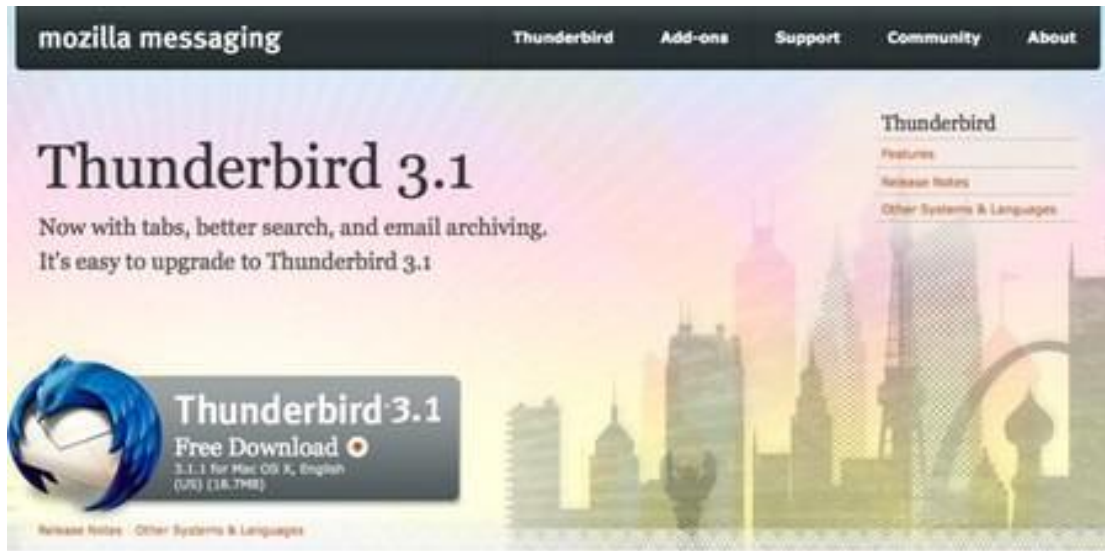 mozilla messaging
Thunderbird Add-ons Support Community About
Thunderbird 3.1
Now with tabs, better search, and email archiving.
It's easy to upgrade to Thunderbird 3.1
Thunderbird
Features
Release Notes
Other Systems & Languages
Thunderbird 3.1
Free Download
3.1.1 for Mac OS X, English
(US) (18.7MB)
Release Notes Other Systems & Languages